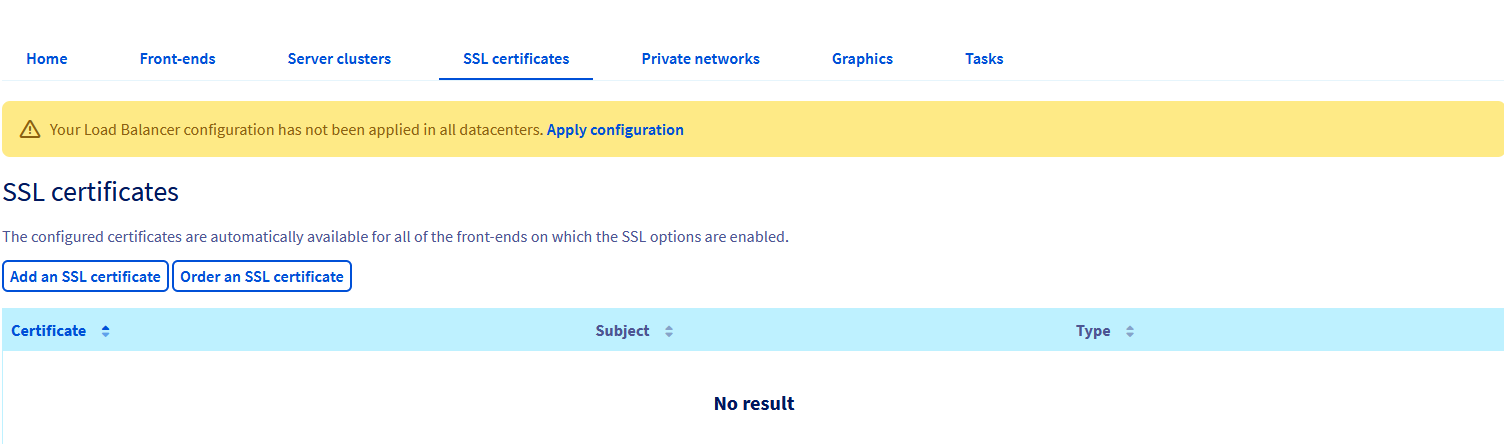 Home Front-ends Server clusters SSL certificates Private networks Graphics Tasks
Your Load Balancer configuration has not been applied in all datacenters. Apply configuration
SSL certificates
The configured certificates are automatically available for all of the front-ends on which the SSL options are enabled.
Add an SSL certificate Order an SSL certificate
Certificate Subject Type
No result